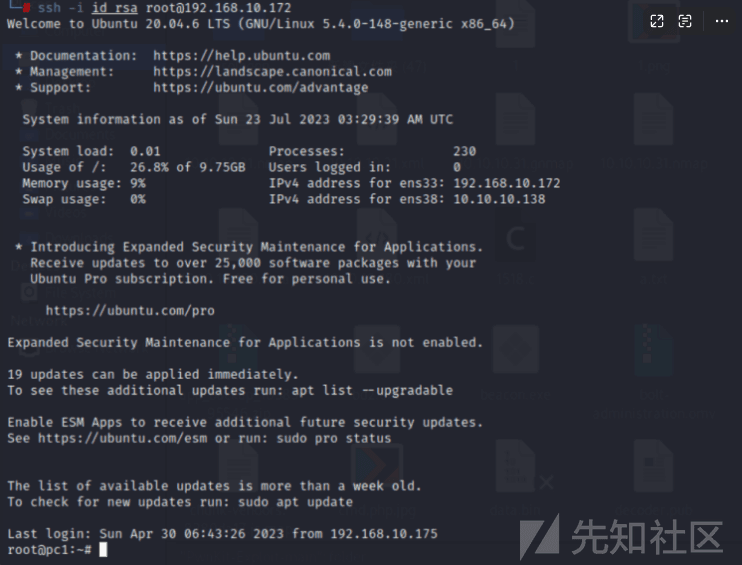 ssh -i id_rsa root@192.168.10.172
Welcome to Ubuntu 20.04.6 LTS (GNU/Linux 5.4.0-148-generic x86_64)
* Documentation:  https://help.ubuntu.com
* Management:     https://landscape.canonical.com
* Support:        https://ubuntu.com/advantage
System information as of Sun 23 Jul 2023 03:29:39 AM UTC
System load:  0.01             Processes:              230
Usage of /:   26.8% of 9.75GB  Users logged in:        0
Memory usage: 9%               IPv4 address for ens33: 192.168.10.172
Swap usage:   0%               IPv4 address for ens38: 10.10.10.138
* Introducing Expanded Security Maintenance for Applications.
Receive updates to over 25,000 software packages with your
Ubuntu Pro subscription. Free for personal use.
https://ubuntu.com/pro
Expanded Security Maintenance for Applications is not enabled.
19 updates can be applied immediately.
To see these additional updates run: apt list --upgradable
Enable ESM Apps to receive additional future security updates.
See https://ubuntu.com/esm or run: sudo pro status
The list of available updates is more than a week old.
To check for new updates run: sudo apt update
Last login: Sun Apr 30 06:43:26 2023 from 192.168.10.175
root@pc1:~#
先知社区